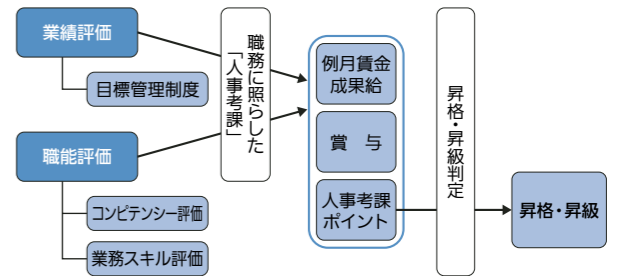 業績評価
目標管理制度
職能評価
コンピテンシー評価
業務スキル評価
職務に照らした
「人事考課」
例月賃金
成果給
賞 与
人事考課
ポイント
昇格・昇級判定
昇格・昇級